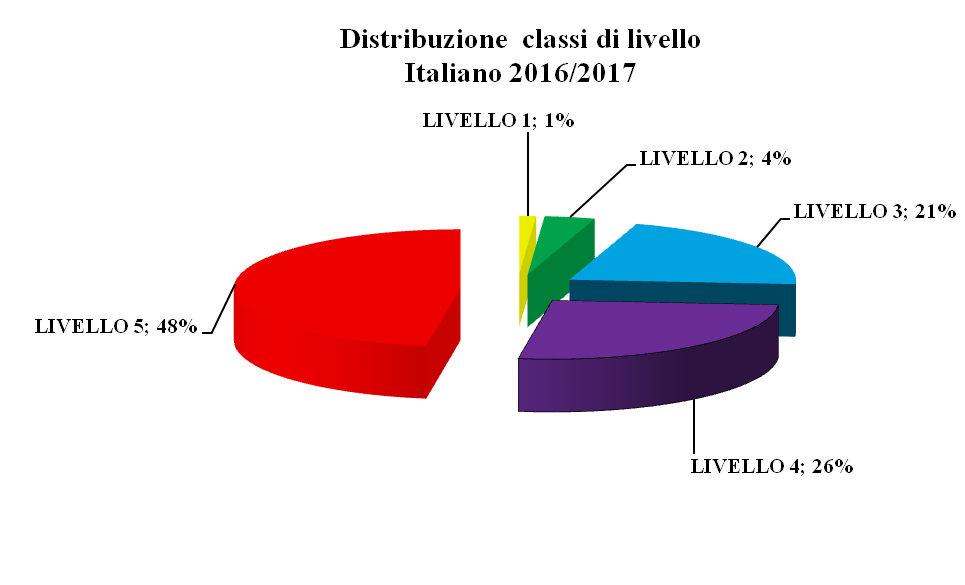 Distribuzione  classi di livello
Italiano 2016/2017
LIVELLO 1; 1%
LIVELLO 2; 4%
LIVELLO 3; 21%
LIVELLO 5; 48%
LIVELLO 4; 26%